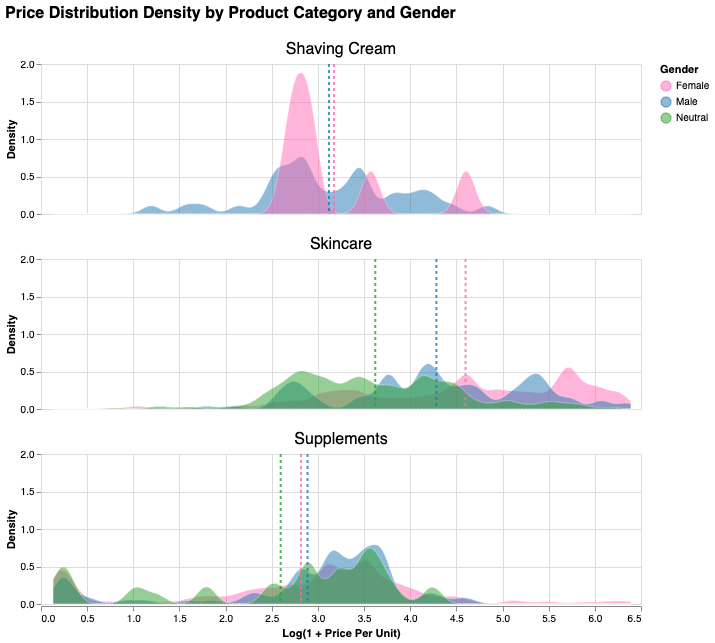 Price Distribution Density by Product Category and Gender
Shaving Cream
2.0
1.5
1.0
0.5
0.0
Density
Gender
Female
Male
Neutral
Skincare
2.0
1.5
1.0
0.5
0.0
Density
Supplements
2.0
1.5
1.0
0.5
0.0
Density
0.0 0.5 1.0 1.5 2.0 2.5 3.0 3.5 4.0 4.5 5.0 5.5 6.0 6.5
Log(1 + Price Per Unit)